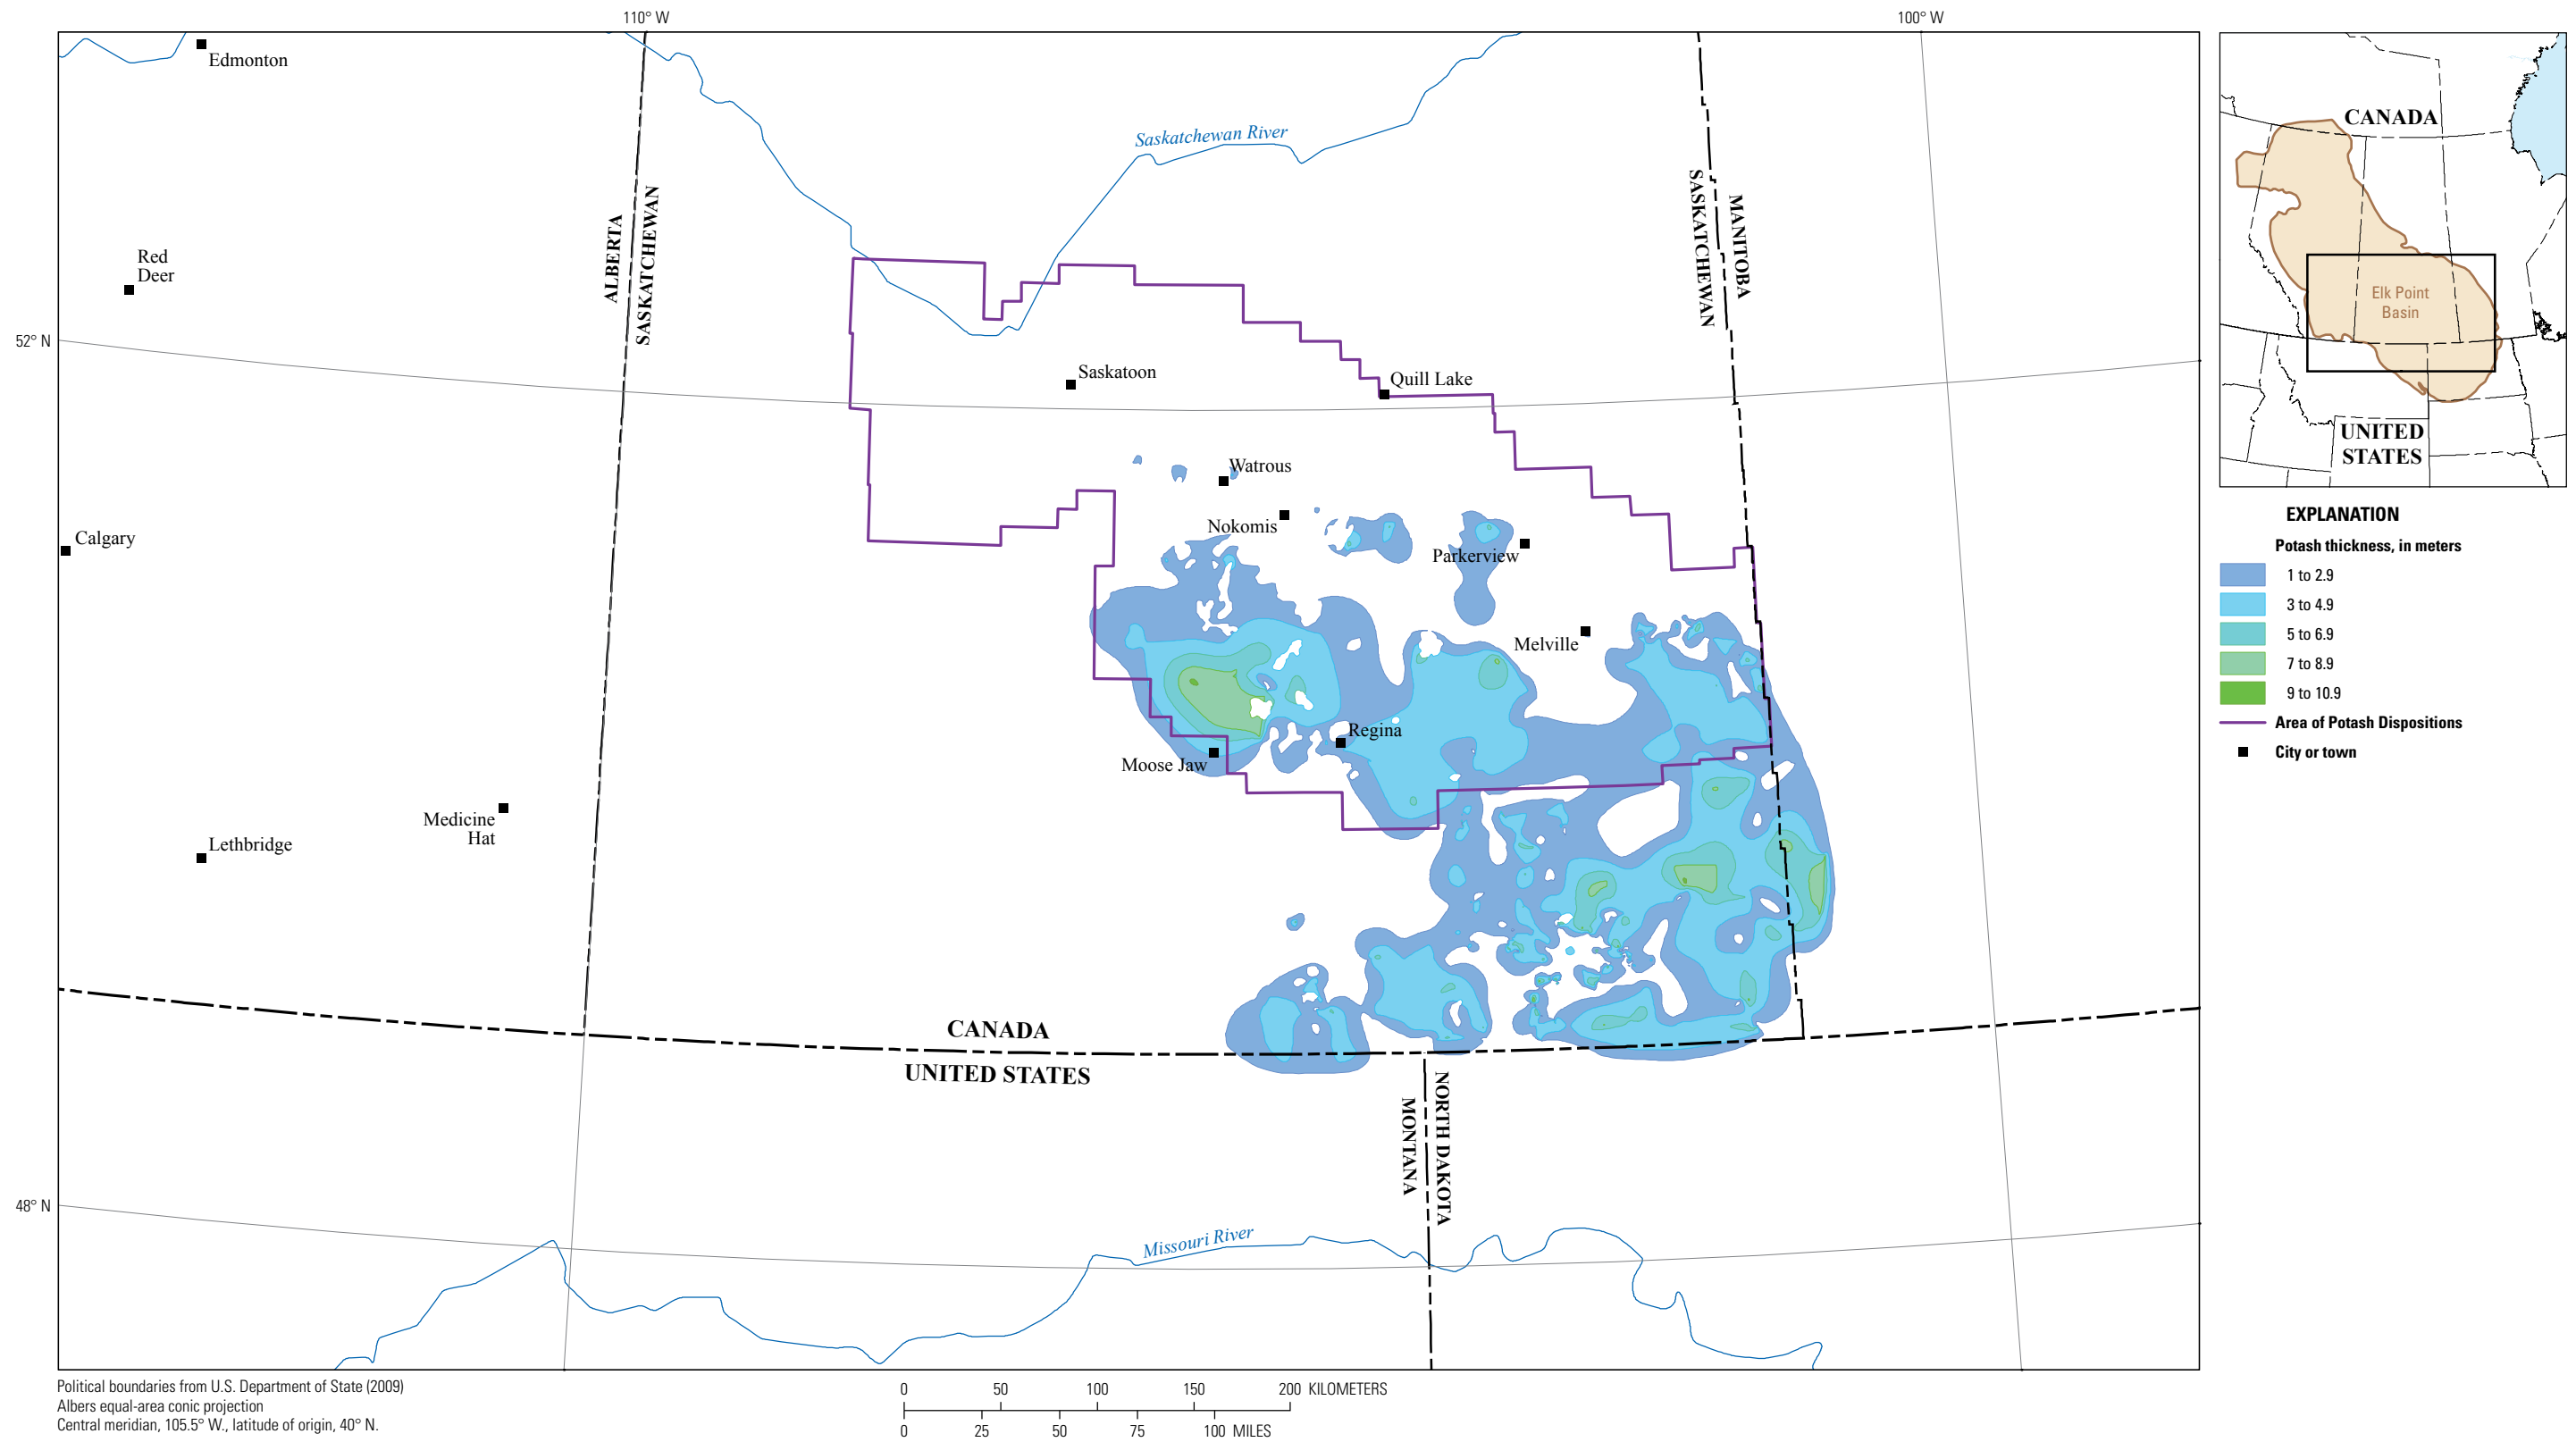 110° W
100° W
Edmonton
Saskatchewan River
CANADA
SASKATCHEWAN
MANITOBA
ALBERTA
SASKATCHEWAN
Red
Deer
Elk Point
Basin
52° N
Saskatoon
Quill Lake
UNITED
STATES
Watrous
Nokomis
Calgary
Parkerview
Melville
Regina
Moose Jaw
Medicine
Hat
Lethbridge
EXPLANATION
Potash thickness, in meters
1 to 2.9
3 to 4.9
5 to 6.9
7 to 8.9
9 to 10.9
Area of Potash Dispositions
City or town
CANADA
UNITED STATES
MONTANA
NORTH DAKOTA
48° N
Missouri River
Political boundaries from U.S. Department of State (2009)
Albers equal-area conic projection
Central meridian, 105.5° W., latitude of origin, 40° N.
0 50 100 150 200 KILOMETERS
0 25 50 75 100 MILES